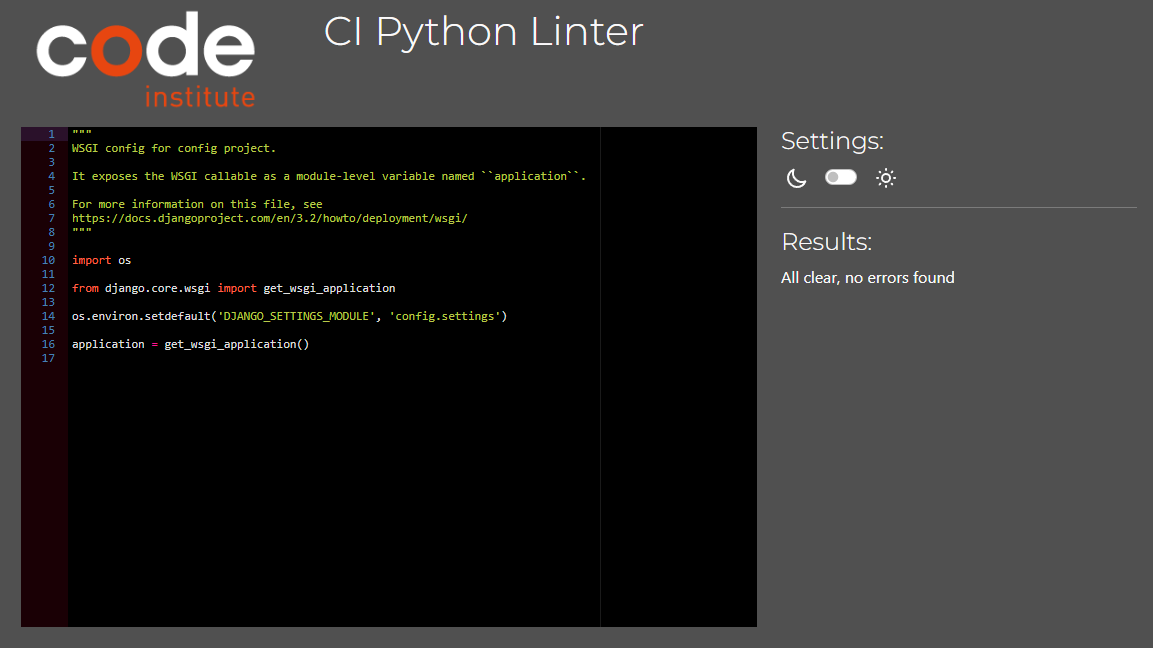 code
institute
CI Python Linter
1 """
2 WSGI config for config project.
3
4 It exposes the WSGI callable as a module-level variable named ``application``.
5
6 For more information on this file, see
7 https://docs.djangoproject.com/en/3.2/howto/deployment/wsgi/
8 """
9
10 import os
11
12 from django.core.wsgi import get_wsgi_application
13
14 os.environ.setdefault('DJANGO_SETTINGS_MODULE', 'config.settings')
15
16 application = get_wsgi_application()
17
Settings:
Results:
All clear, no errors found